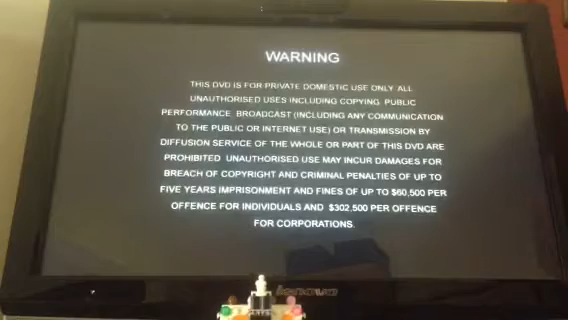 WARNING
THIS DVD IS FOR PRIVATE DOMESTIC USE ONLY ALL
UNAUTHORISED USES INCLUDING COPYING PUBLIC
PERFORMANCE BROADCAST (INCLUDING ANY COMMUNICATION
TO THE PUBLIC OR INTERNET USE) OR TRANSMISSION BY
DIFFUSION SERVICE OF THE WHOLE OR PART OF THIS DVD ARE
PROHIBITED UNAUTHORISED USE MAY INCUR DAMAGES FOR
BREACH OF COPYRIGHT AND CRIMINAL PENALTIES OF UP TO
FIVE YEARS IMPRISONMENT AND FINES OF UP TO $60,500 PER
OFFENCE FOR INDIVIDUALS AND $302,500 PER OFFENCE
FOR CORPORATIONS.
lenovo